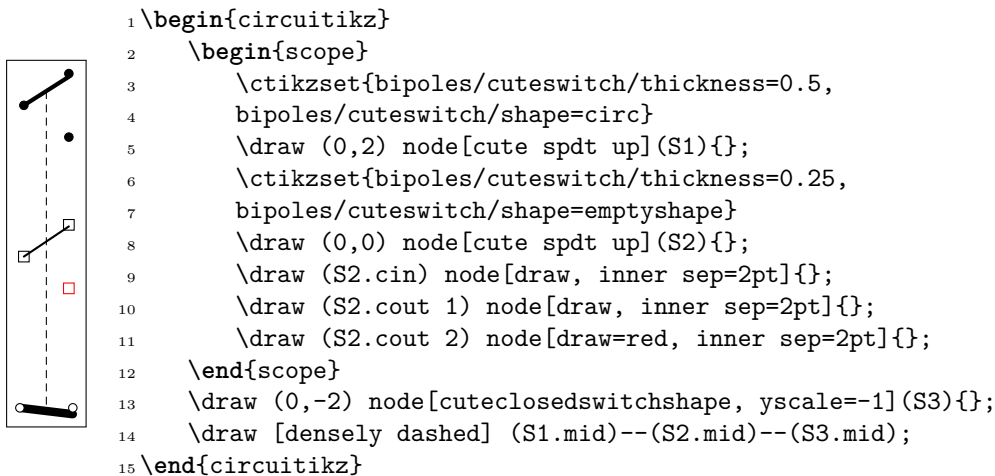 1 \begin{circuitikz}
2     \begin{scope}
3         \ctikzset{bipoles/cuteswitch/thickness=0.5,
4         bipoles/cuteswitch/shape=circ}
5         \draw (0,2) node[cute spdt up](S1){};
6         \ctikzset{bipoles/cuteswitch/thickness=0.25,
7         bipoles/cuteswitch/shape=emptyshape}
8         \draw (0,0) node[cute spdt up](S2){};
9         \draw (S2.cin) node[draw, inner sep=2pt]{};
10         \draw (S2.cout 1) node[draw, inner sep=2pt]{};
11         \draw (S2.cout 2) node[draw=red, inner sep=2pt]{};
12     \end{scope}
13     \draw (0,-2) node[cuteclosedswitchshape, yscale=-1](S3){};
14     \draw [densely dashed] (S1.mid)--(S2.mid)--(S3.mid);
15 \end{circuitikz}